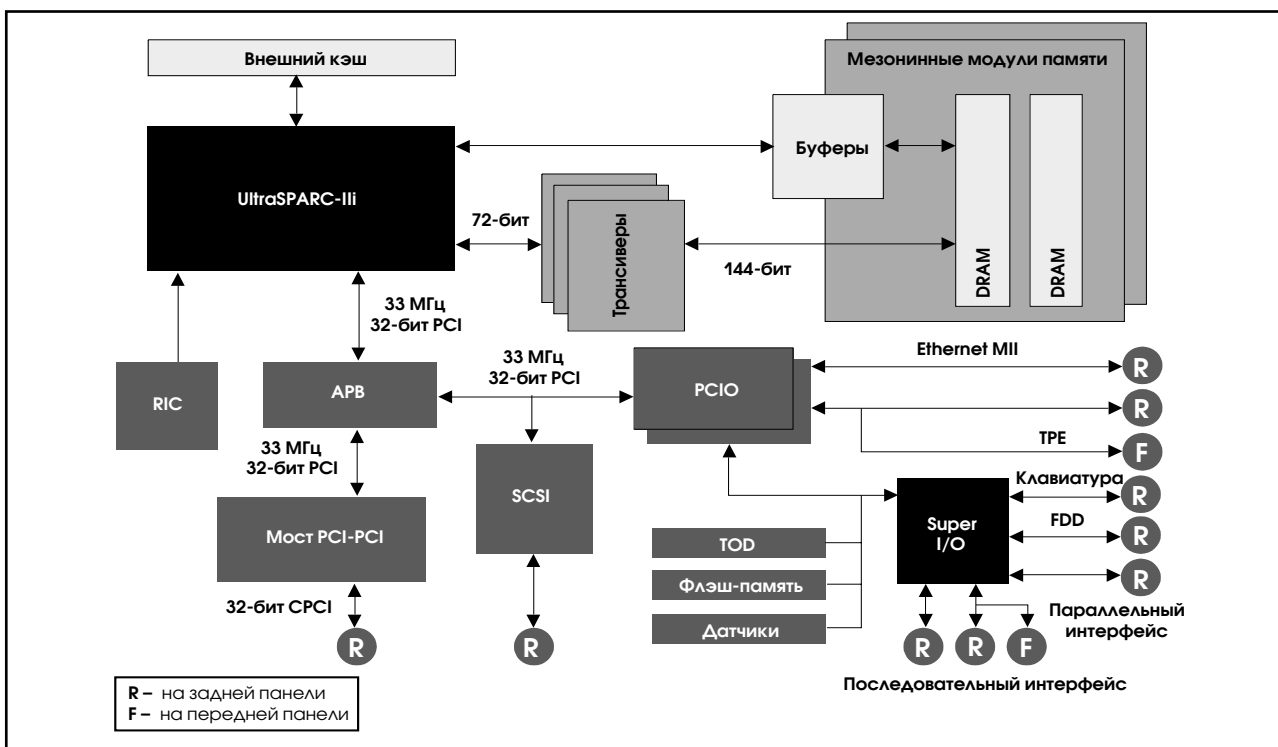 Внешний кэш
Мезонинные модули памяти
Буферы
UltraSPARC-IIi
72-бит
Трансиверы
144-бит
DRAM
DRAM
33 МГц
32-бит PCI
Ethernet MII
R
RIC
APB
33 МГц
32-бит PCI
PCIO
R
TPE
F
33 МГц
32-бит PCI
SCSI
Клавиатура
R
Мост PCI-PCI
Super
I/O
FDD
R
TOD
Флэш-память
Датчики
R
Параллельный
интерфейс
32-бит CPCI
R
R
R
R
F
Последовательный интерфейс
R – на задней панели
F – на передней панели